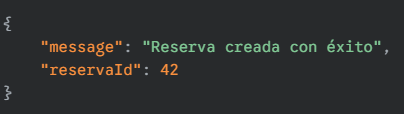 {
    "message": "Reserva creada con éxito",
    "reservaId": 42
}